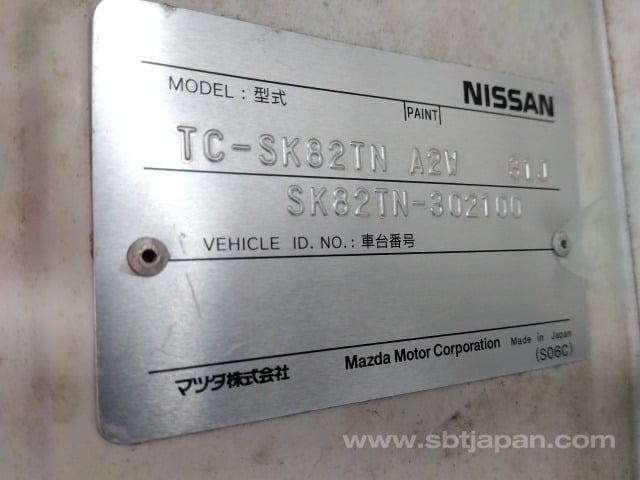 NISSAN
MODEL : 型式
PAINT
TC-SK82TN A2W S1J
SK82TN-302100
VEHICLE ID. NO. : 車台番号
マツダ株式会社 Mazda Motor Corporation Made in Japan
(S06C)
www.sbtjapan.com